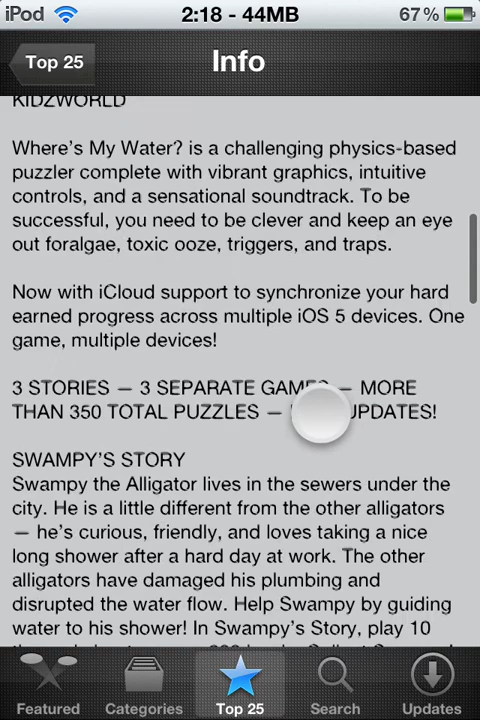 iPod 2:18 - 44MB 67%
Top 25 Info
KIDZWORLD
Where's My Water? is a challenging physics-based
puzzler complete with vibrant graphics, intuitive
controls, and a sensational soundtrack. To be
successful, you need to be clever and keep an eye
out foralgae, toxic ooze, triggers, and traps.
Now with iCloud support to synchronize your hard
earned progress across multiple iOS 5 devices. One
game, multiple devices!
3 STORIES — 3 SEPARATE GAMES — MORE
THAN 350 TOTAL PUZZLES — UPDATES!
SWAMPY'S STORY
Swampy the Alligator lives in the sewers under the
city. He is a little different from the other alligators
— he's curious, friendly, and loves taking a nice
long shower after a hard day at work. The other
alligators have damaged his plumbing and
disrupted the water flow. Help Swampy by guiding
water to his shower! In Swampy's Story, play 10
Featured Categories Top 25 Search Updates